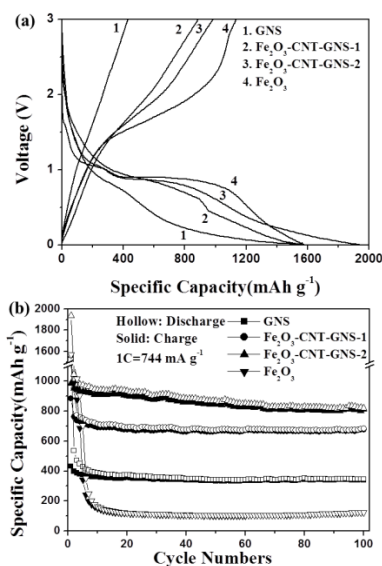 (a)
3
2
1
0
Voltage (V)
1
2
3
4
1. GNS
2. Fe₂O₃-CNT-GNS-1
3. Fe₂O₃-CNT-GNS-2
4. Fe₂O₃
4
3
2
1
0 400 800 1200 1600 2000
Specific Capacity(mAh g⁻¹)
(b)
2000
1800
1600
1000
800
600
400
200
0
Specific Capacity(mAh g⁻¹)
Hollow: Discharge
Solid: Charge
1C=744 mA g⁻¹
GNS
Fe₂O₃-CNT-GNS-1
Fe₂O₃-CNT-GNS-2
Fe₂O₃
0 20 40 60 80 100
Cycle Numbers